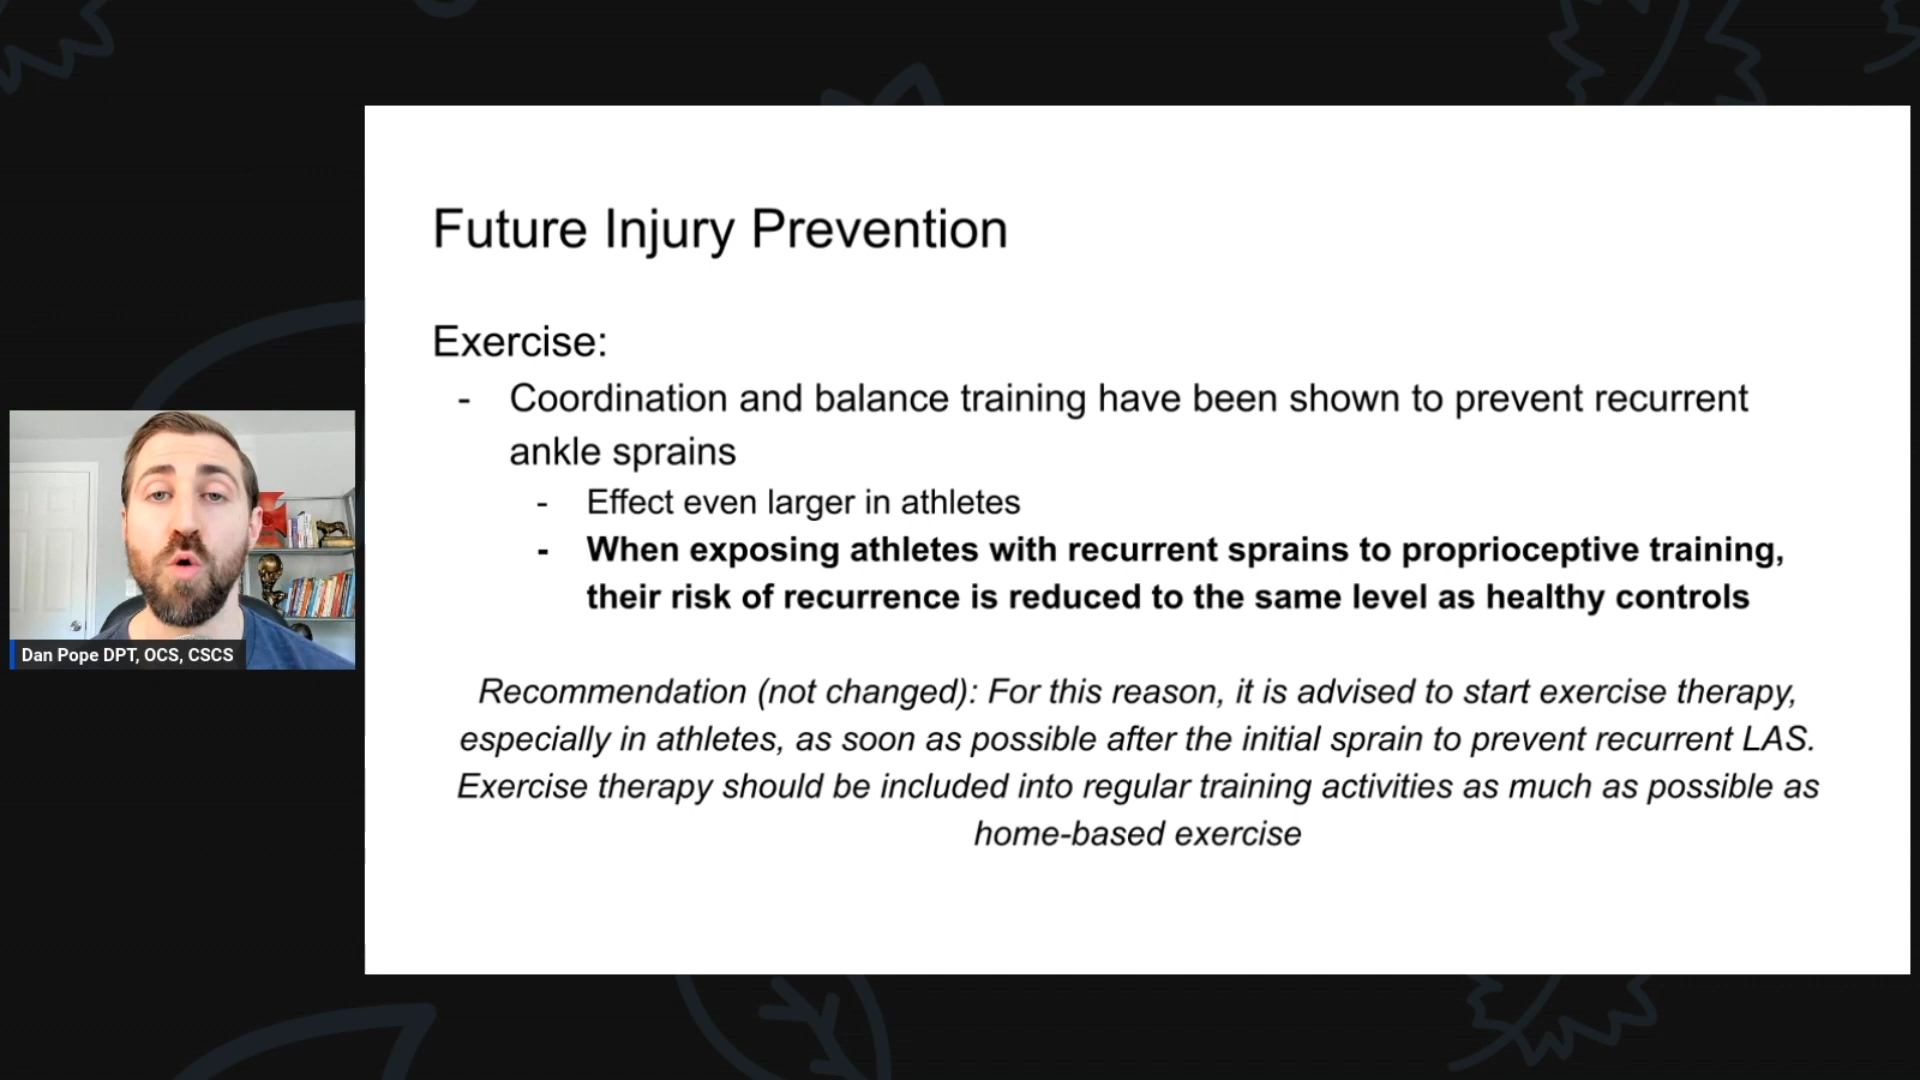 Future Injury Prevention
Exercise:
- Coordination and balance training have been shown to prevent recurrent
ankle sprains
- Effect even larger in athletes
- When exposing athletes with recurrent sprains to proprioceptive training,
their risk of recurrence is reduced to the same level as healthy controls
Recommendation (not changed): For this reason, it is advised to start exercise therapy,
especially in athletes, as soon as possible after the initial sprain to prevent recurrent LAS.
Exercise therapy should be included into regular training activities as much as possible as
home-based exercise
Dan Pope DPT, OCS, CSCS